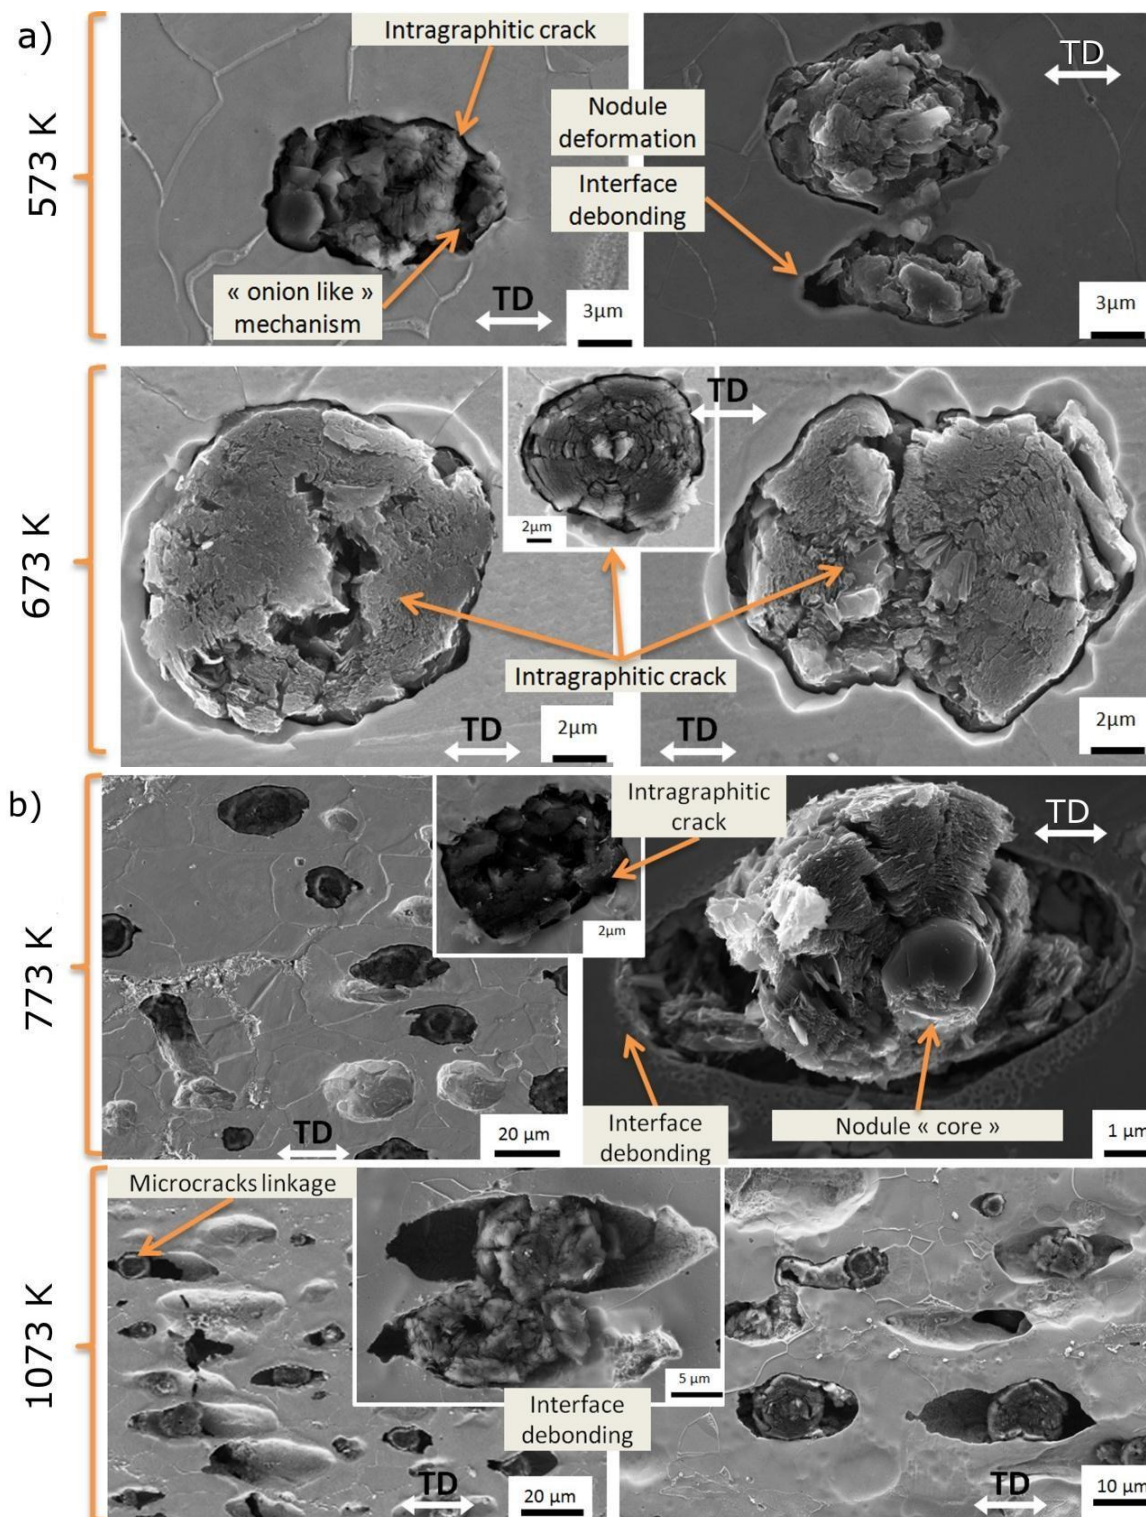 a)
573 K
Intragraphitic crack
« onion like »
mechanism
TD
3µm
Nodule
deformation
Interface
debonding
TD
3µm
673 K
TD
2µm
Intragraphitic crack
TD
2µm
TD
2µm
b)
773 K
Intragraphitic
crack
2µm
TD
20 µm
TD
Interface
debonding
Nodule « core »
1 µm
1073 K
Microcracks linkage
5 µm
Interface
debonding
TD
20 µm
TD
10 µm